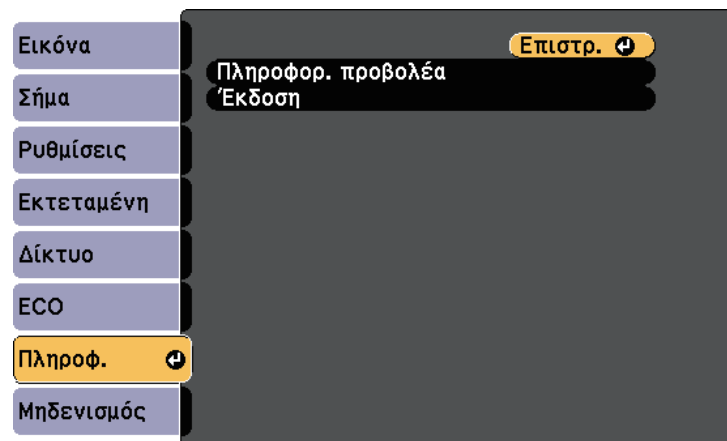 Εικόνα
Σήμα
Ρυθμίσεις
Εκτεταμένη
Δίκτυο
ECO
Πληροφ.
Μηδενισμός
Επιστρ.
Πληροφορ. προβολέα
Έκδοση